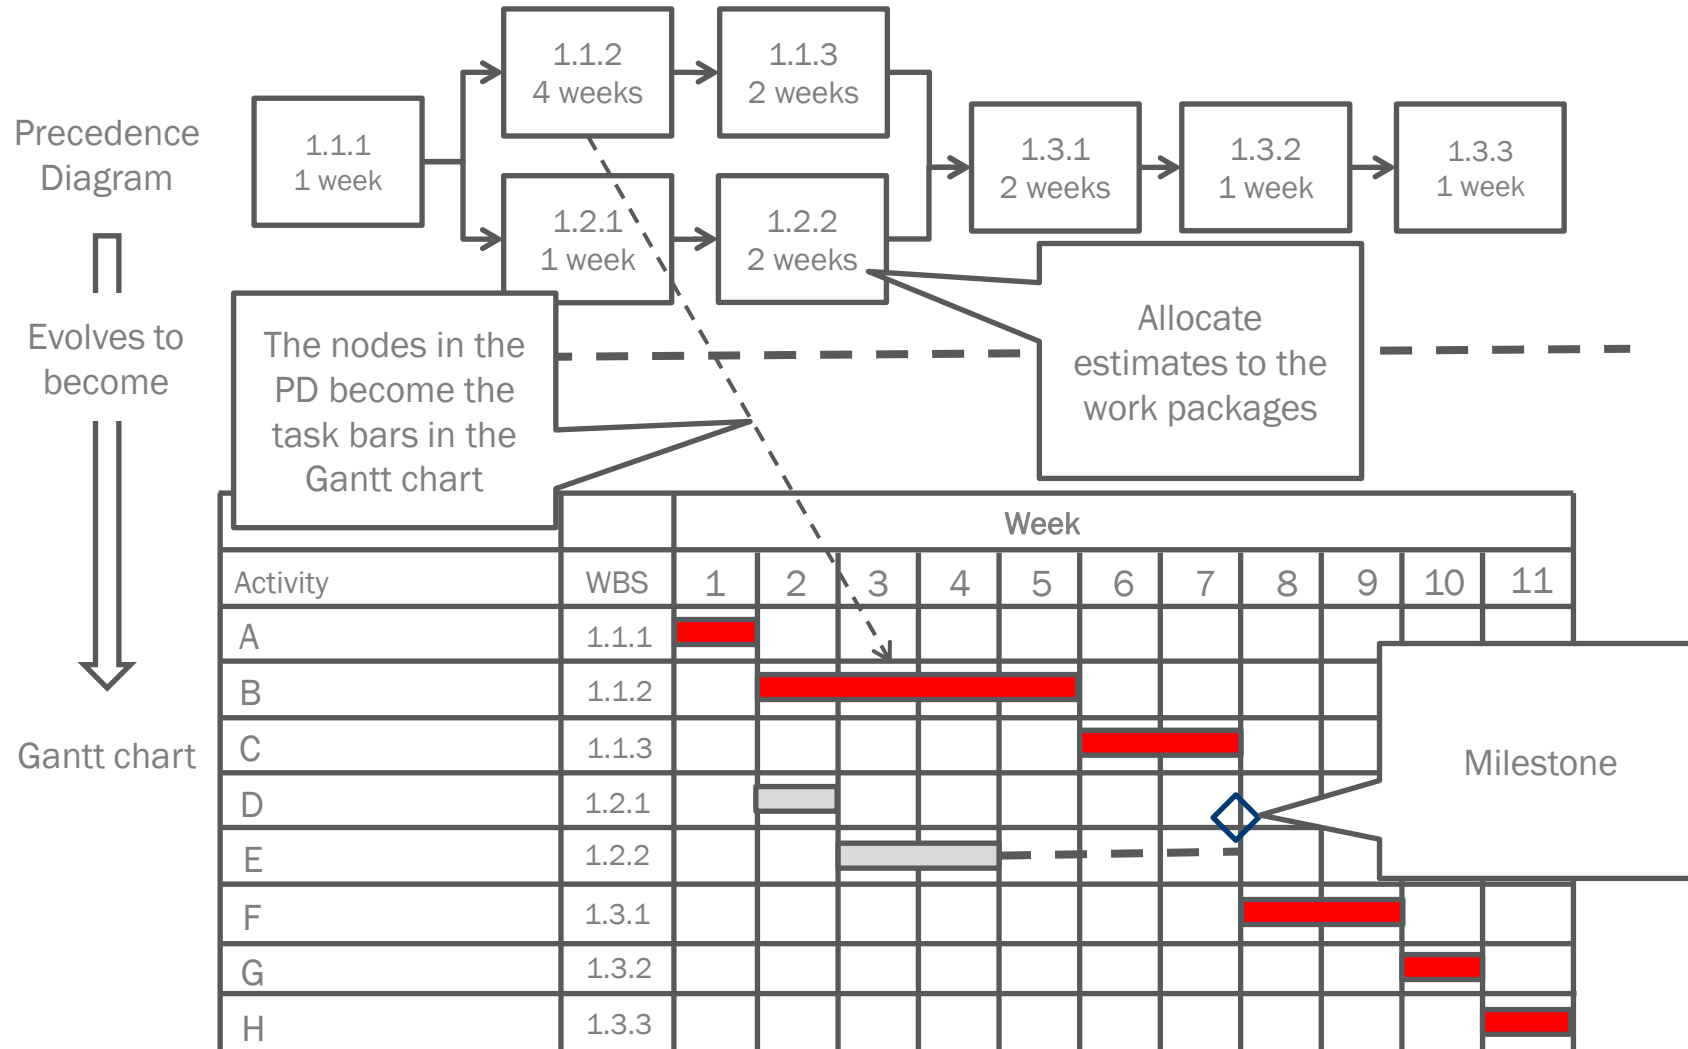 1.1.2
4 weeks
1.1.3
2 weeks
Precedence
Diagram
1.1.1
1 week
1.3.1
2 weeks
1.3.2
1 week
1.3.3
1 week
1.2.1
1 week
1.2.2
2 weeks
Evolves to
become
The nodes in the
PD become the
task bars in the
Gantt chart
Allocate
estimates to the
work packages
Week
Activity WBS 1 2 3 4 5 6 7 8 9 10 11
A 1.1.1
B 1.1.2
Gantt chart
C 1.1.3
Milestone
D 1.2.1
E 1.2.2
F 1.3.1
G 1.3.2
H 1.3.3